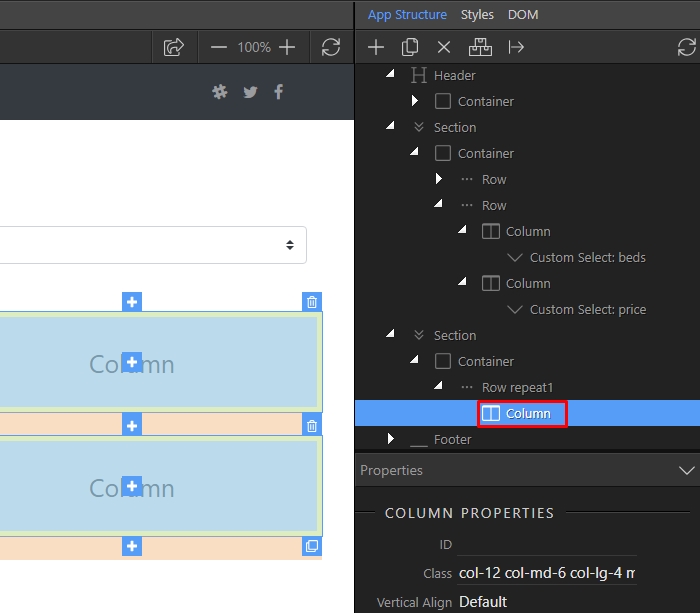 App Structure Styles DOM
100%
Header
Container
Section
Container
Row
Row
Column
Custom Select: beds
Column
Custom Select: price
Section
Container
Row repeat1
Column
Footer
Column
Column
Properties
COLUMN PROPERTIES
ID
Class col-12 col-md-6 col-lg-4 m
Vertical Align Default